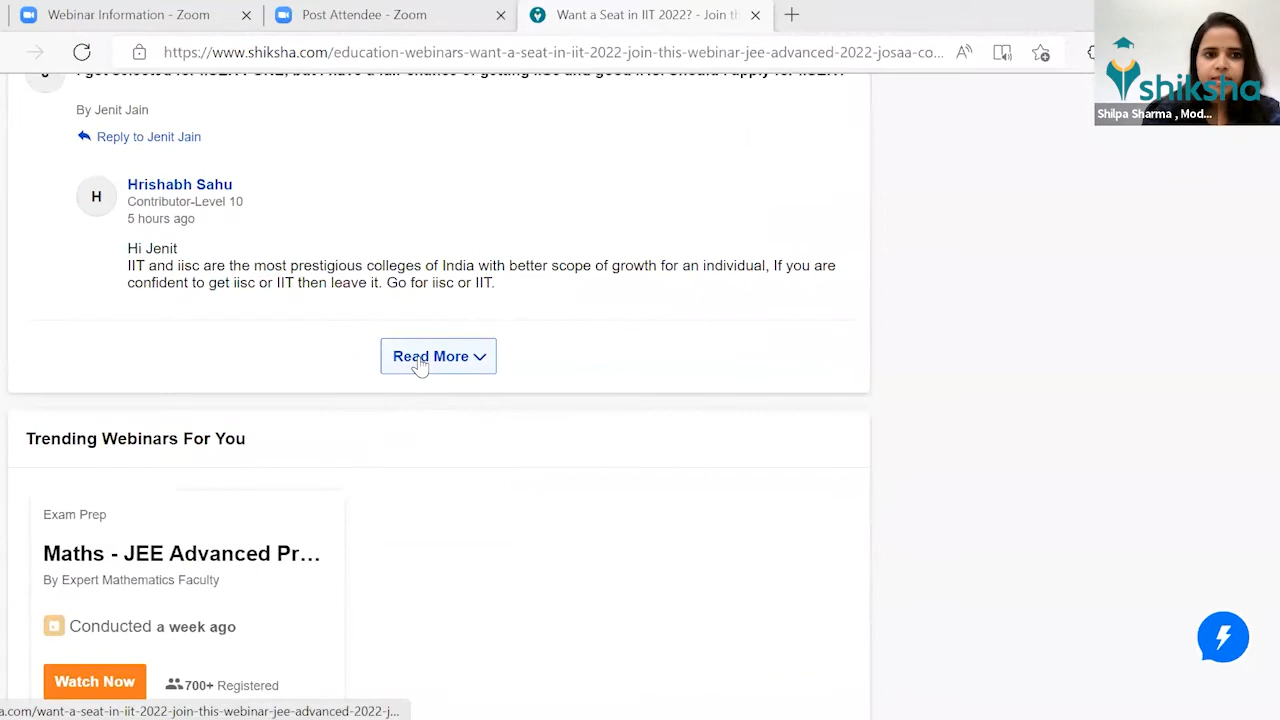 Webinar Information - Zoom
Post Attendee - Zoom
Want a Seat in IIT 2022? - Join th
https://www.shiksha.com/education-webinars-want-a-seat-in-iit-2022-join-this-webinar-jee-advanced-2022-josaa-co...
shiksha
Shilpa Sharma , Mod...
By Jenit Jain
Reply to Jenit Jain
H
Hrishabh Sahu
Contributor-Level 10
5 hours ago
Hi Jenit
IIT and iisc are the most prestigious colleges of India with better scope of growth for an individual, If you are
confident to get iisc or IIT then leave it. Go for iisc or IIT.
Read More
Trending Webinars For You
Exam Prep
Maths - JEE Advanced Pr...
By Expert Mathematics Faculty
Conducted a week ago
Watch Now
700+ Registered
a.com/want-a-seat-in-iit-2022-join-this-webinar-jee-advanced-2022-j...